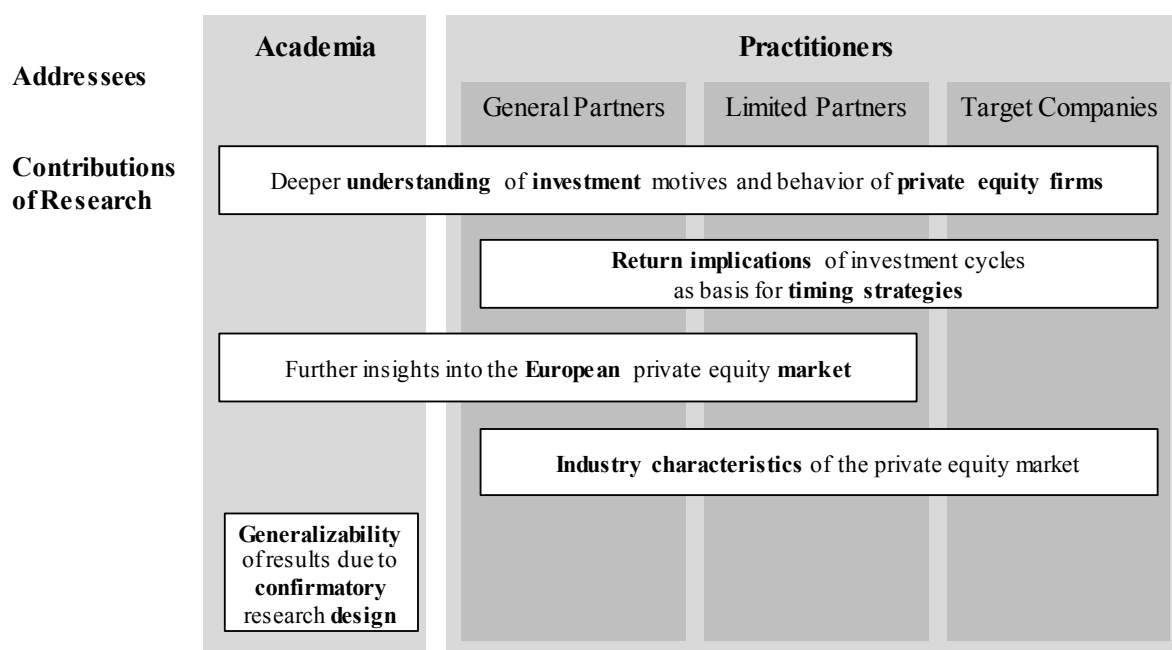 Academia
Practitioners
Addressees
General Partners
Limited Partners
Target Companies
Contributions
of Research
Deeper understanding of investment motives and behavior of private equity firms
Return implications of investment cycles
as basis for timing strategies
Further insights into the European private equity market
Industry characteristics of the private equity market
Generalizability
of results due to
confirmatory
research design